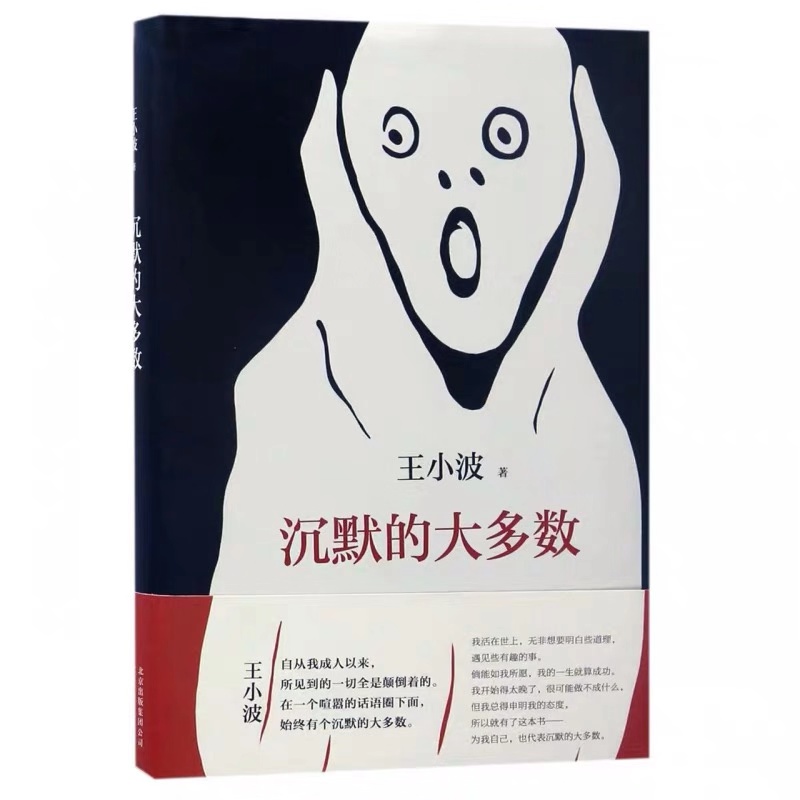 王小波 著
沉默的大多数
北京出版集团公司
王小波 著
沉默的大多数
王小波
自从我成人以来，
所见到的一切全是颠倒着的。
在一个喧嚣的话语圈下面，
始终有个沉默的大多数。
我活在世上，无非想要明白些道理，
遇见些有趣的事。
倘能如我所愿，我的一生就算成功。
我开始得太晚了，很可能做不成什么，
但我总得申明我的态度，
所以就有了这本书——
为我自己，也代表沉默的大多数。